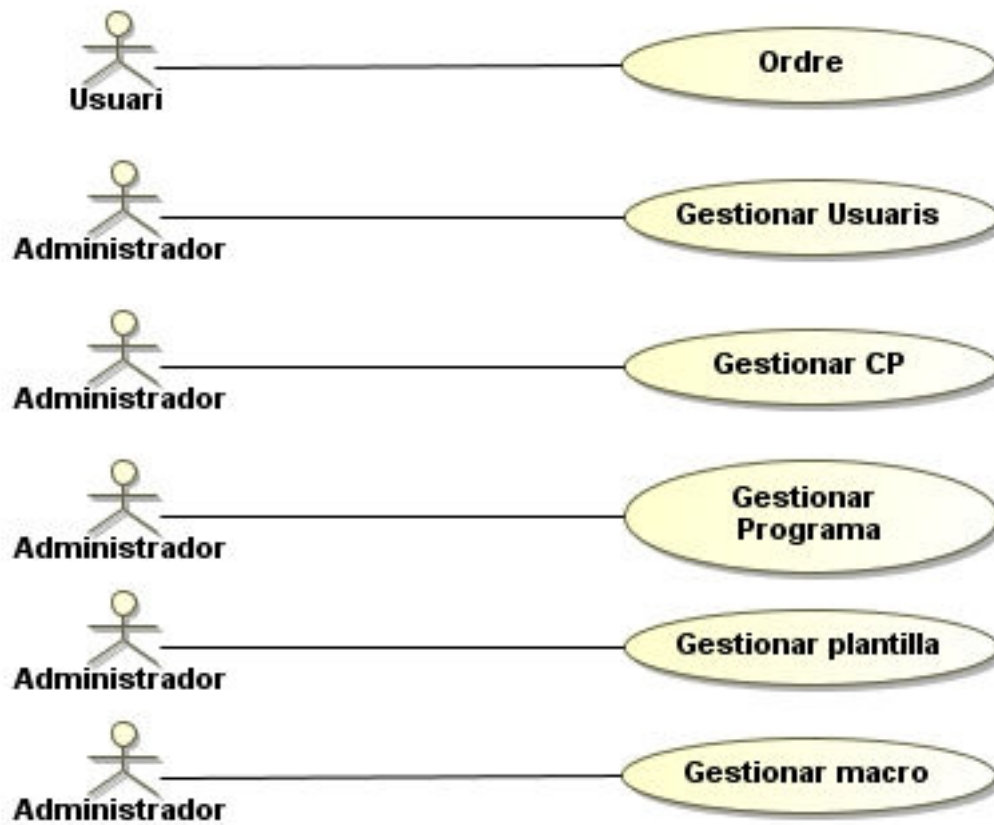 Ordre
Usuari
Gestionar Usuaris
Administrador
Gestionar CP
Administrador
Gestionar
Programa
Administrador
Gestionar plantilla
Administrador
Gestionar macro
Administrador